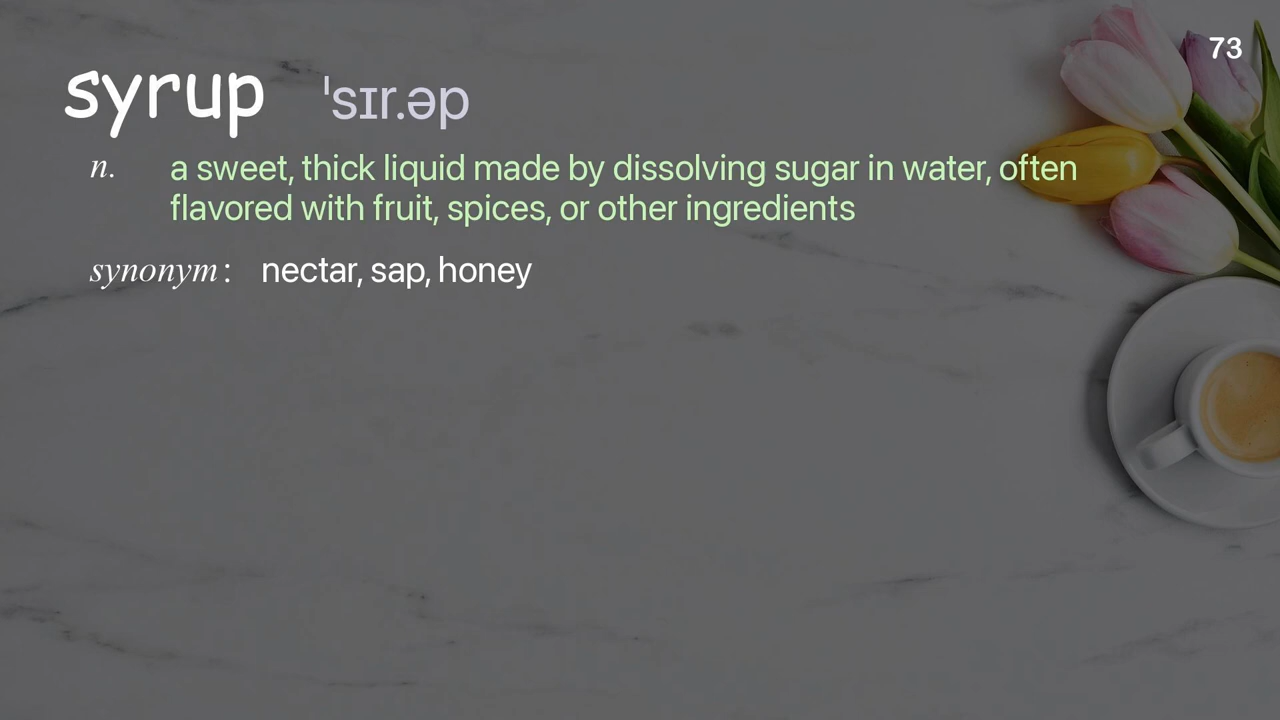 73
syrup ˈsɪr.əp
n. a sweet, thick liquid made by dissolving sugar in water, often
flavored with fruit, spices, or other ingredients
synonym: nectar, sap, honey